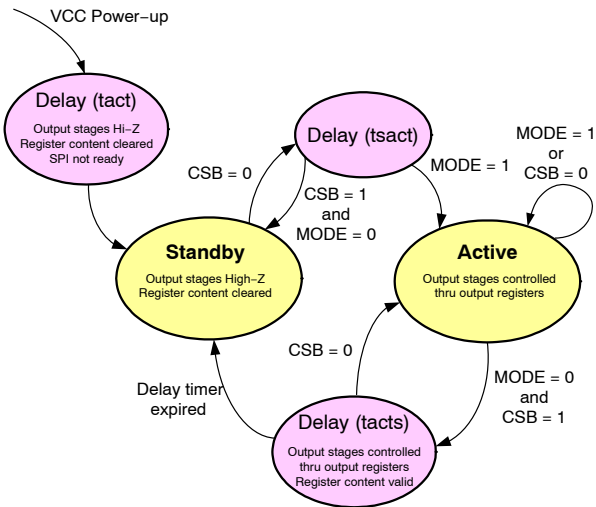 VCC Power−up
Delay (tact)
Output stages Hi−Z
Register content cleared
SPI not ready
Delay (tsact)
MODE = 1
or
CSB = 0
CSB = 0
MODE = 1
CSB = 1
and
MODE = 0
Standby
Output stages High−Z
Register content cleared
Active
Output stages controlled
thru output registers
CSB = 0
Delay timer
expired
MODE = 0
and
CSB = 1
Delay (tacts)
Output stages controlled
thru output registers
Register content valid